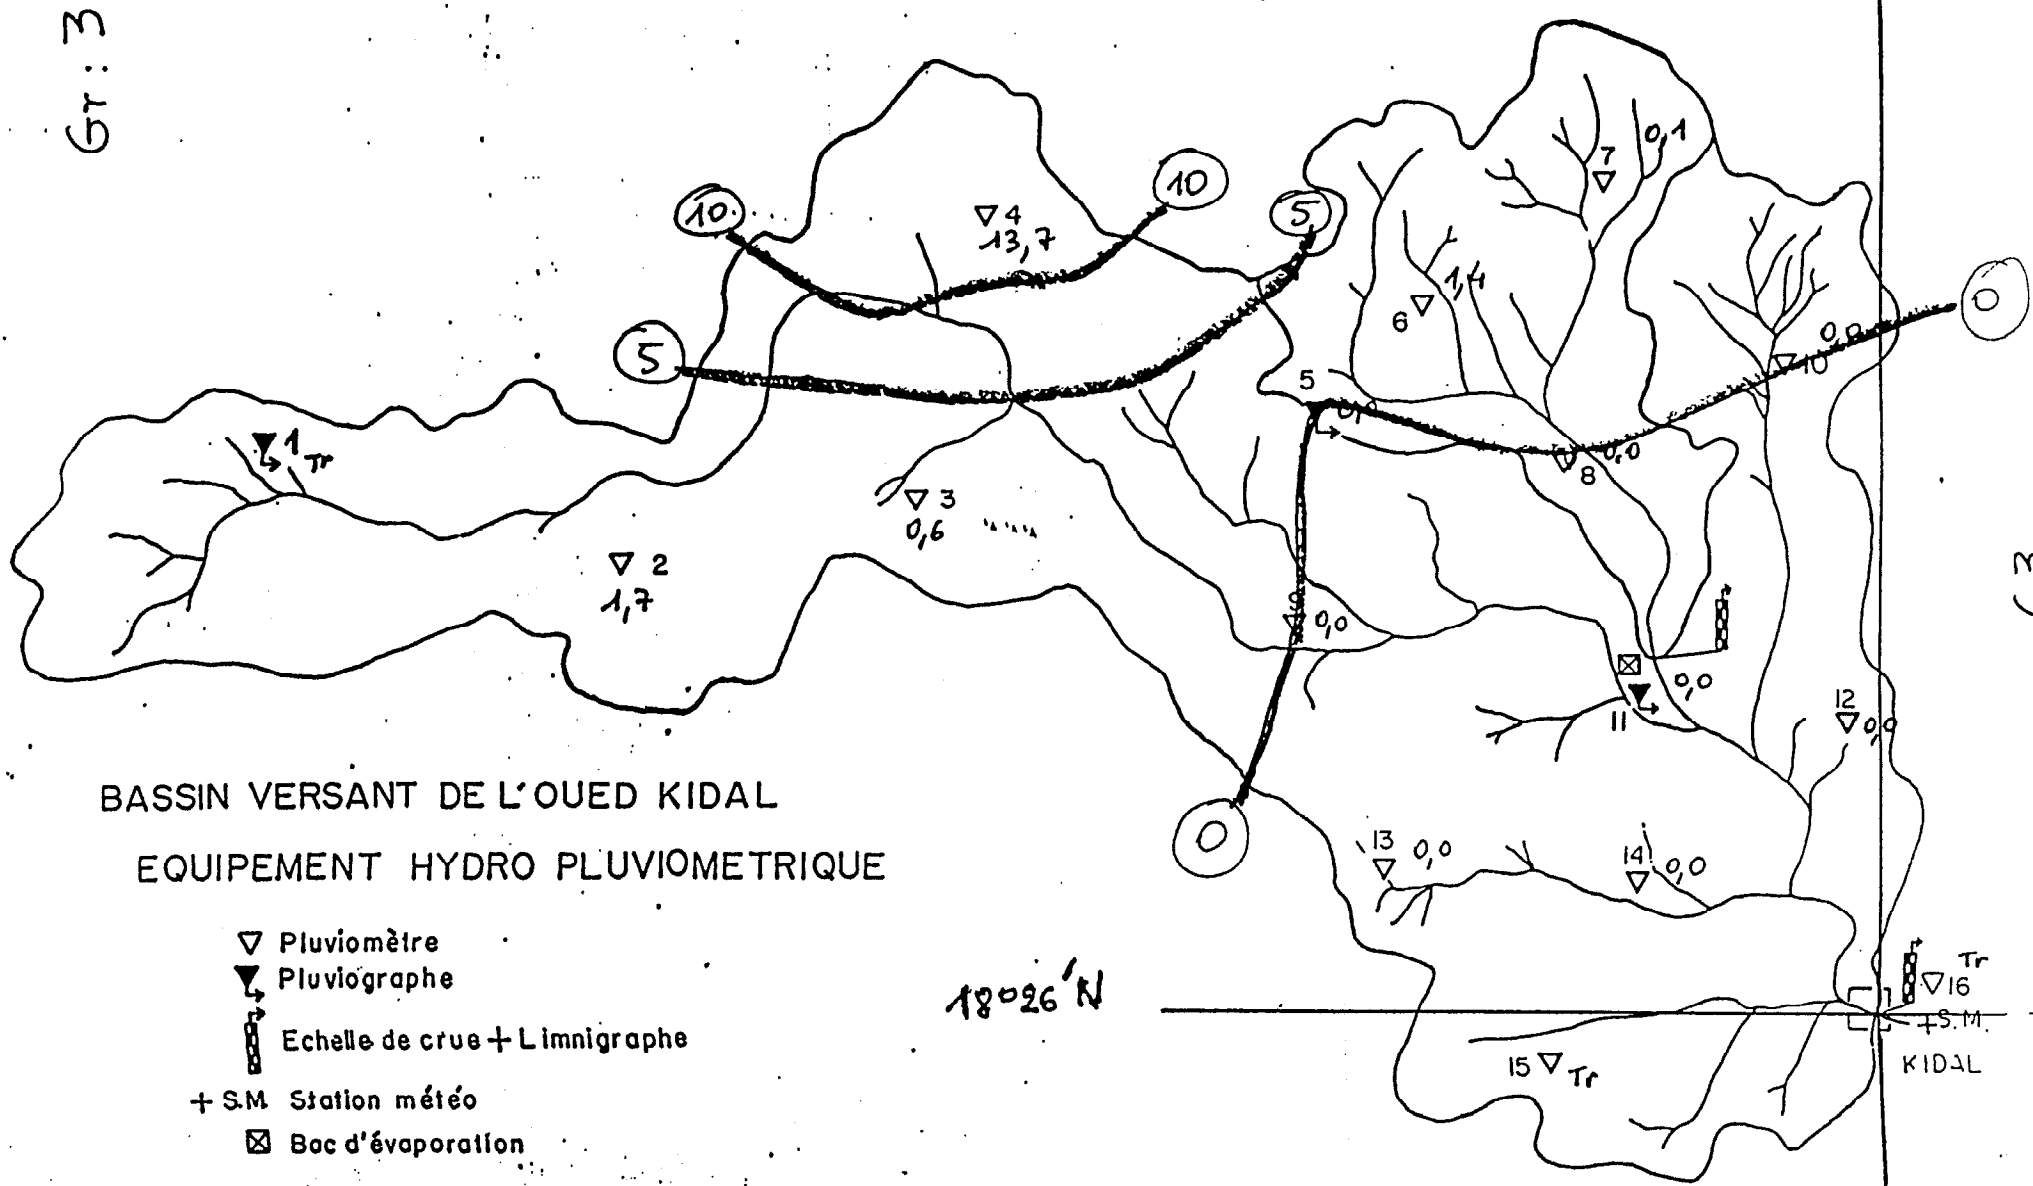 Gr : 3
10
10
5
5
0
0
4
13,7
7
0,1
6
1,4
10
5
0,0
8
0,0
1
Tr
3
0,6
2
1,7
9
0,0
11
0,0
12
0,0
13
0,0
14
0,0
BASSIN VERSANT DE L'OUED KIDAL
EQUIPEMENT HYDRO PLUVIOMETRIQUE
Pluviomètre
Pluviographe
Echelle de crue + Limnigraphe
+ S.M. Station météo
Bac d'évaporation
18°26'N
Tr
16
+S.M.
KIDAL
15
Tr